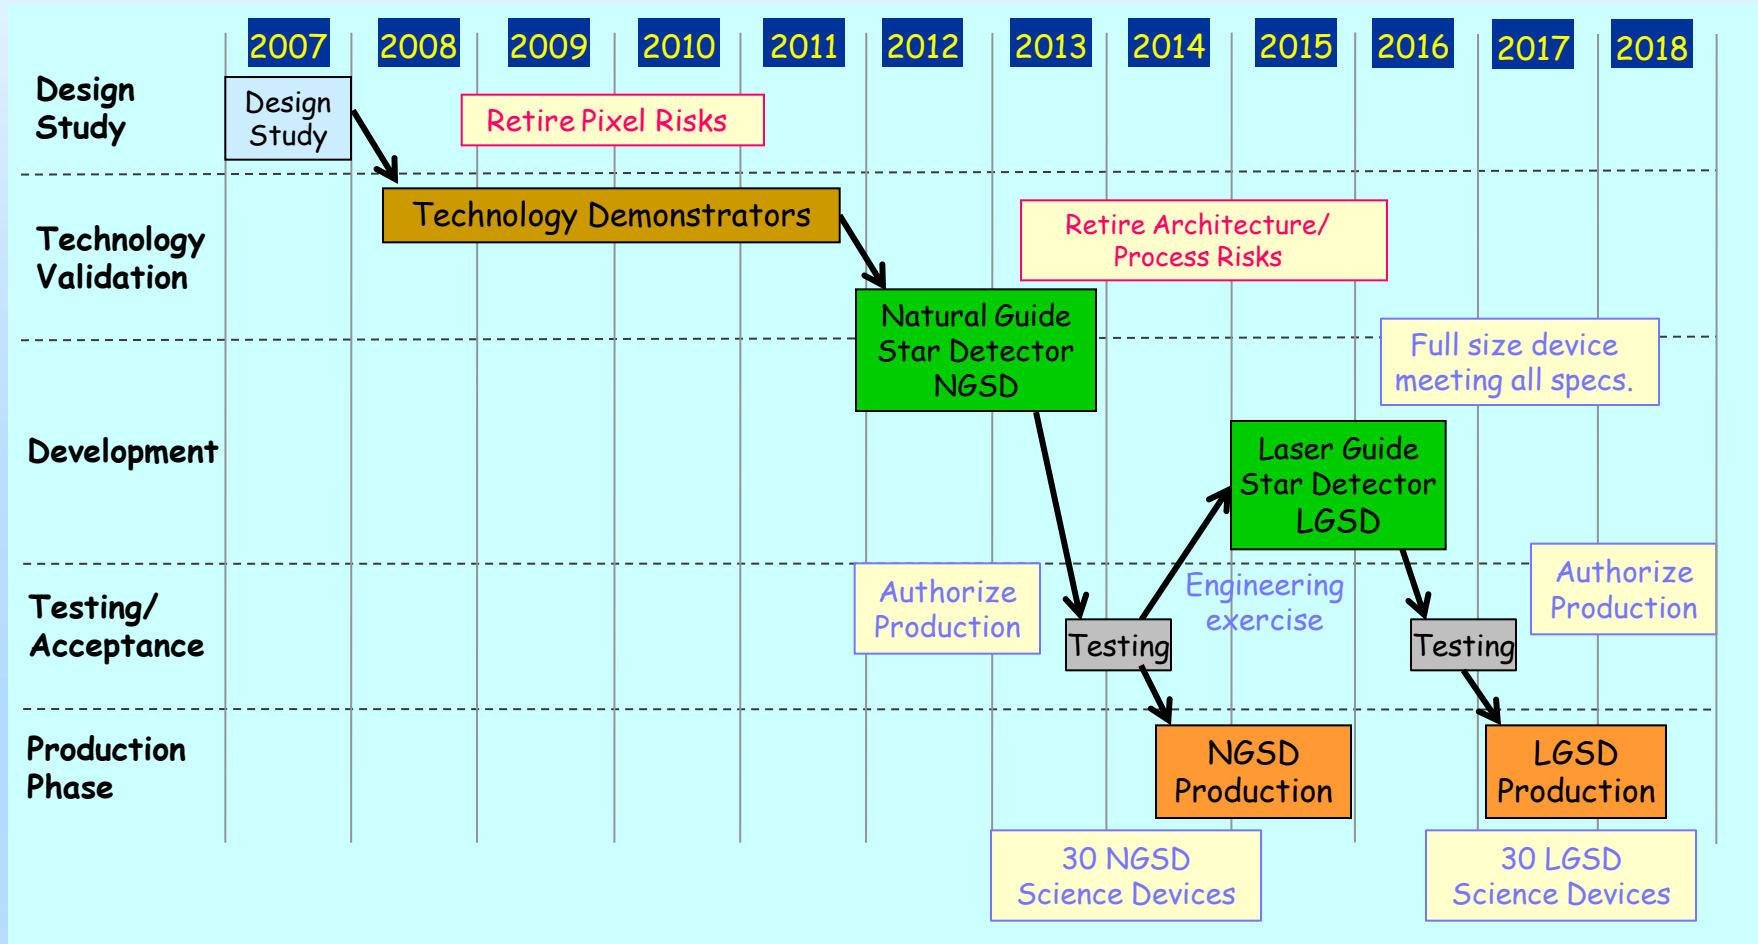 2007 2008 2009 2010 2011 2012 2013 2014 2015 2016 2017 2018
Design
Study
Design
Study
Retire Pixel Risks
Technology
Validation
Technology Demonstrators
Retire Architecture/
Process Risks
Natural Guide
Star Detector
NGSD
Full size device
meeting all specs.
Development
Laser Guide
Star Detector
LGSD
Testing/
Acceptance
Authorize
Production
Testing
Engineering
exercise
Testing
Authorize
Production
Production
Phase
NGSD
Production
LGSD
Production
30 NGSD
Science Devices
30 LGSD
Science Devices